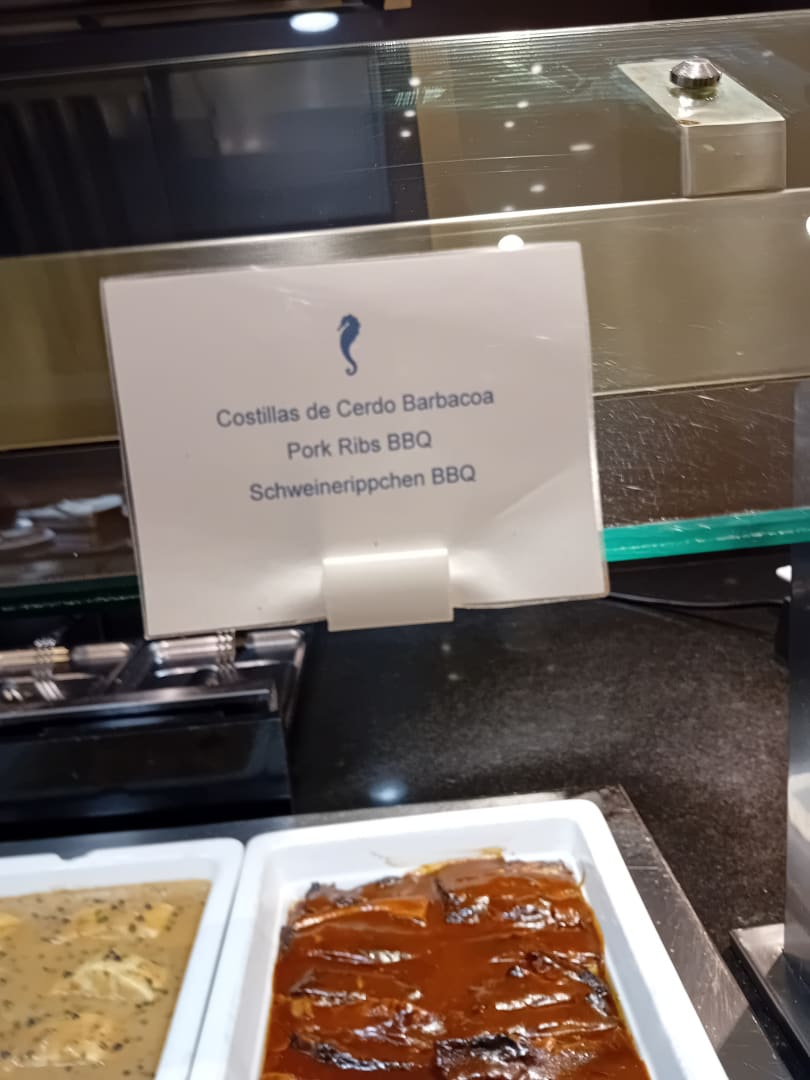 Costillas de Cerdo Barbacoa
Pork Ribs BBQ
Schweinerippchen BBQ